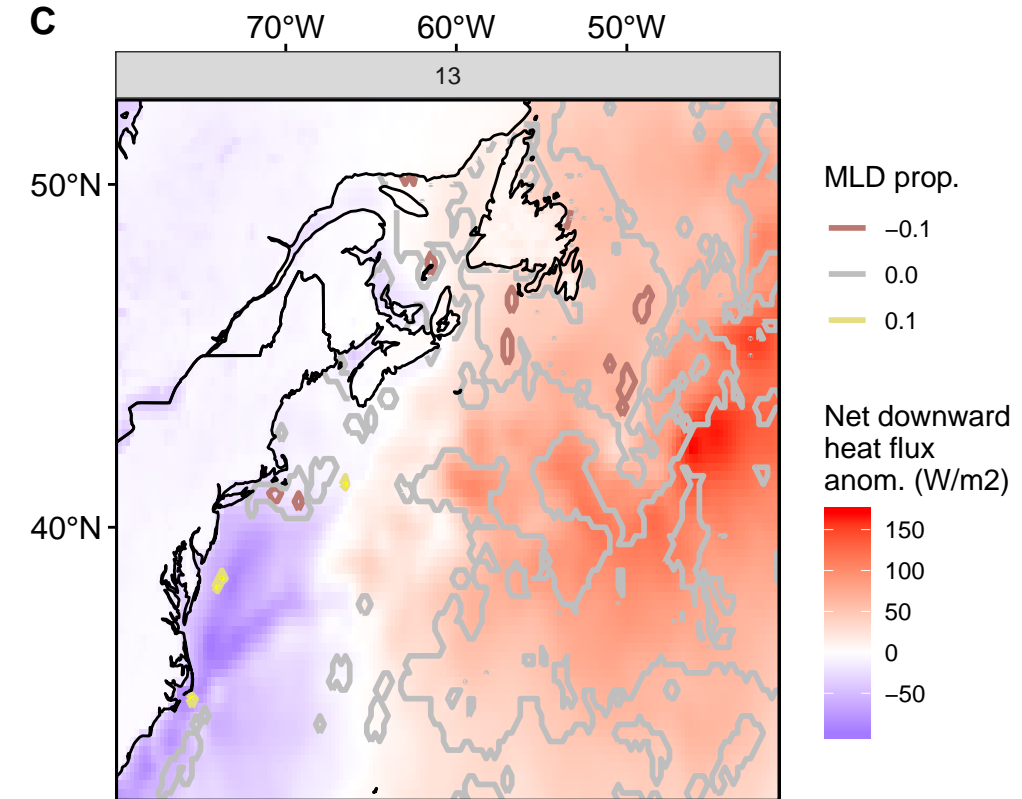 C
70°W 60°W 50°W
13
50°N
40°N
MLD prop.
−0.1
0.0
0.1
Net downward
heat flux
anom. (W/m2)
150
100
50
0
−50